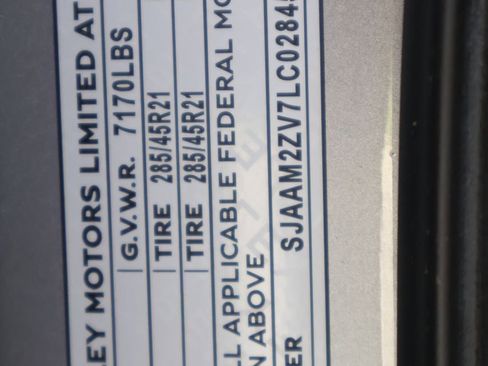 EY MOTORS LIMITED AT
G.V.W.R. 7170LBS
TIRE 285/45R21
TIRE 285/45R21
LL APPLICABLE FEDERAL MO
N ABOVE
ER SJAAM2ZV7LC0284